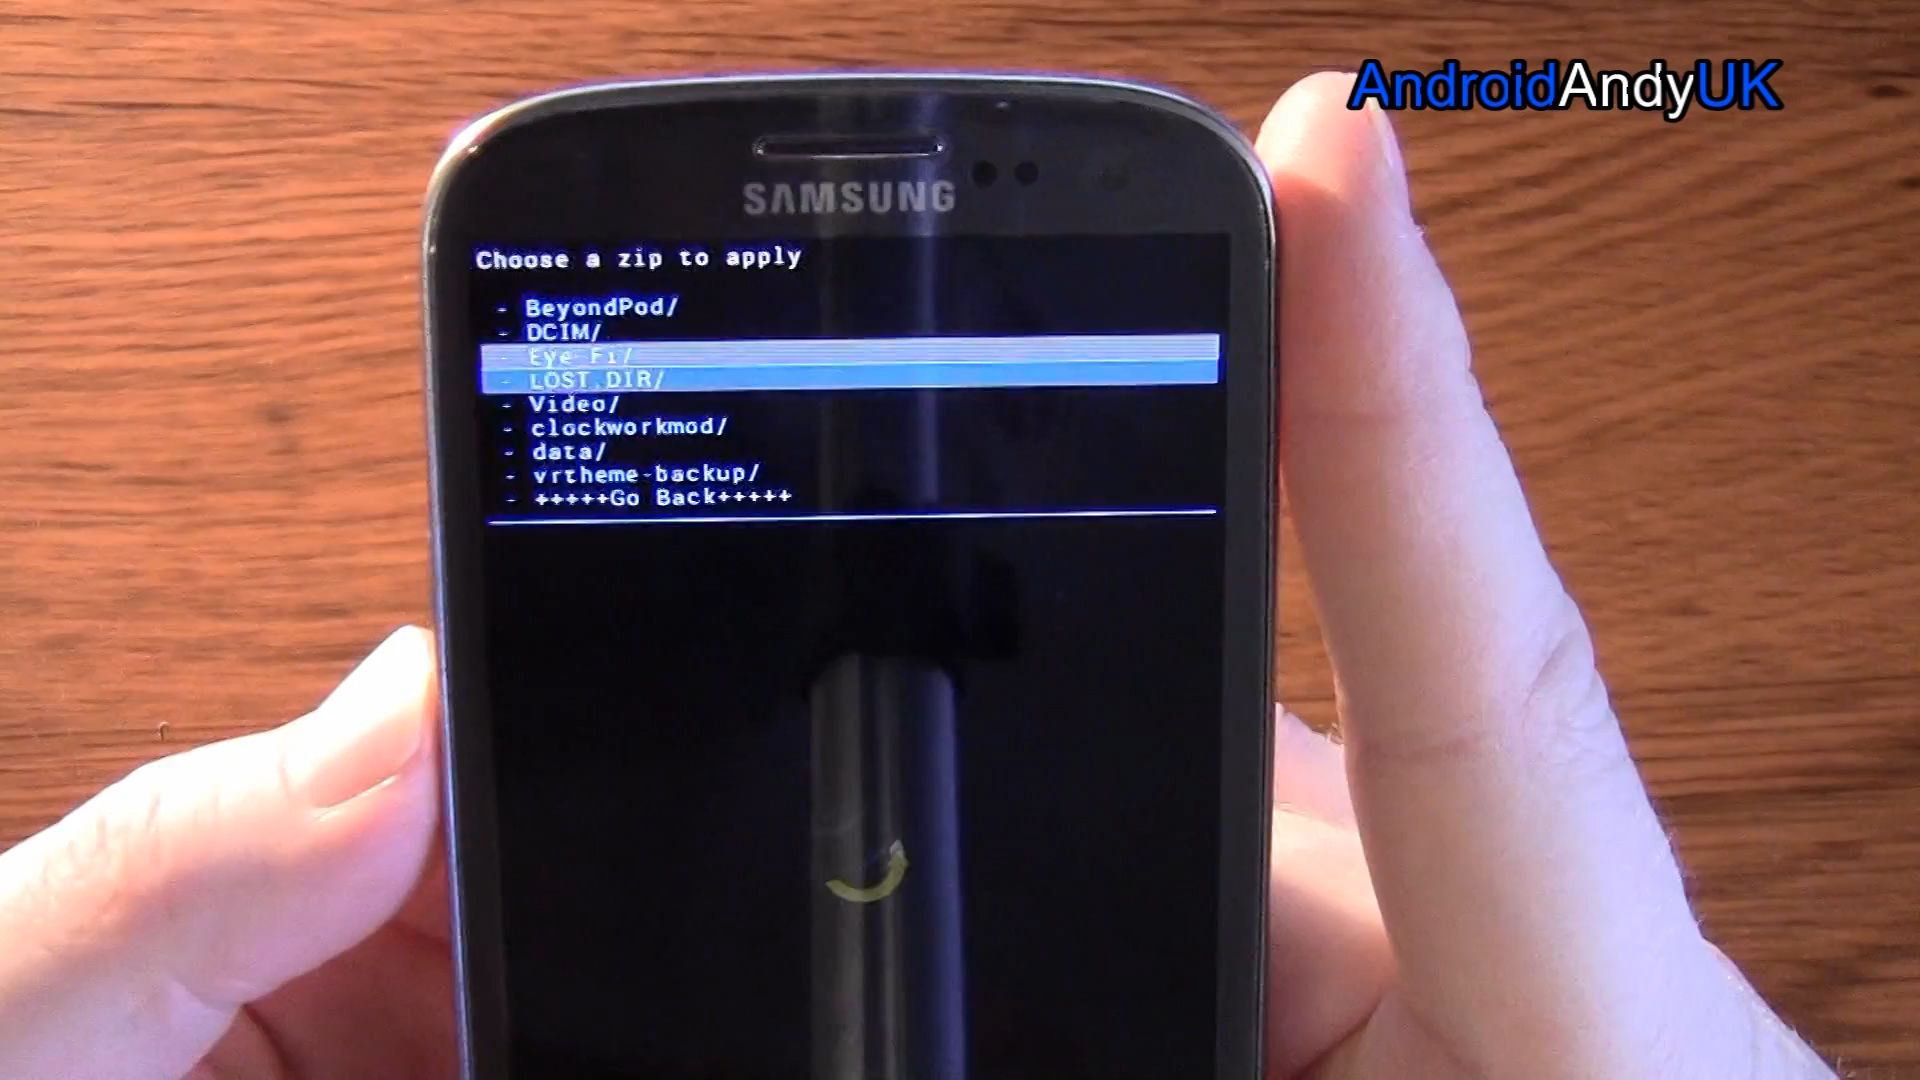 AndroidAndyUK
SAMSUNG
Choose a zip to apply
- BeyondPod/
- DCIM/
- Eye-Fi/
- LOST.DIR/
- Video/
- clockworkmod/
- data/
- vrtheme-backup/
- +++++Go Back+++++